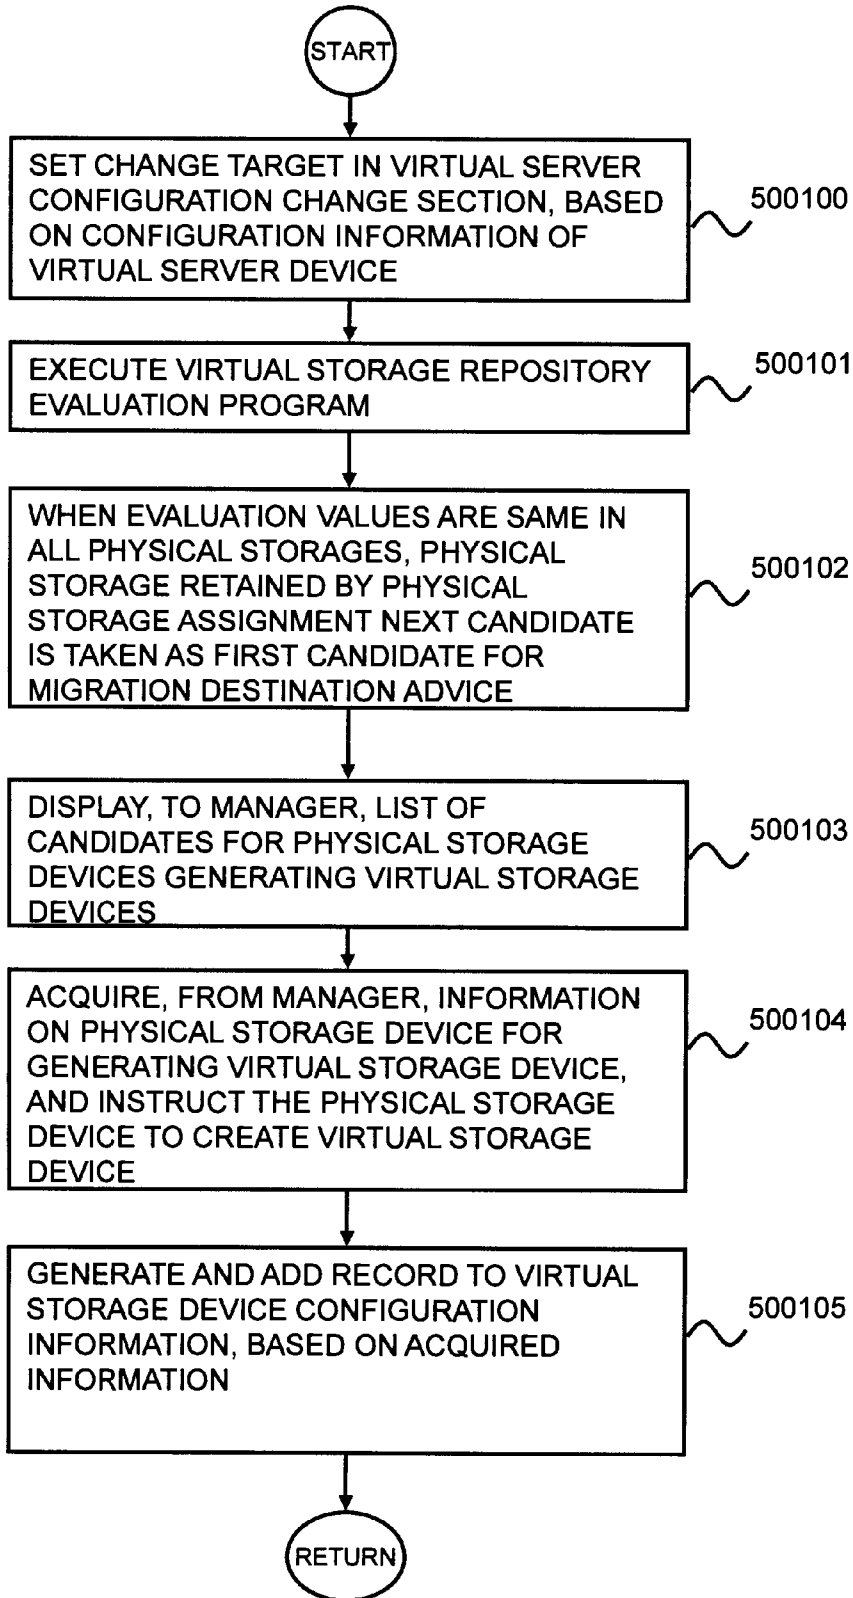 START
SET CHANGE TARGET IN VIRTUAL SERVER
CONFIGURATION CHANGE SECTION, BASED
ON CONFIGURATION INFORMATION OF
VIRTUAL SERVER DEVICE
500100
EXECUTE VIRTUAL STORAGE REPOSITORY
EVALUATION PROGRAM
500101
WHEN EVALUATION VALUES ARE SAME IN
ALL PHYSICAL STORAGES, PHYSICAL
STORAGE RETAINED BY PHYSICAL
STORAGE ASSIGNMENT NEXT CANDIDATE
IS TAKEN AS FIRST CANDIDATE FOR
MIGRATION DESTINATION ADVICE
500102
DISPLAY, TO MANAGER, LIST OF
CANDIDATES FOR PHYSICAL STORAGE
DEVICES GENERATING VIRTUAL STORAGE
DEVICES
500103
ACQUIRE, FROM MANAGER, INFORMATION
ON PHYSICAL STORAGE DEVICE FOR
GENERATING VIRTUAL STORAGE DEVICE,
AND INSTRUCT THE PHYSICAL STORAGE
DEVICE TO CREATE VIRTUAL STORAGE
DEVICE
500104
GENERATE AND ADD RECORD TO VIRTUAL
STORAGE DEVICE CONFIGURATION
INFORMATION, BASED ON ACQUIRED
INFORMATION
500105
RETURN